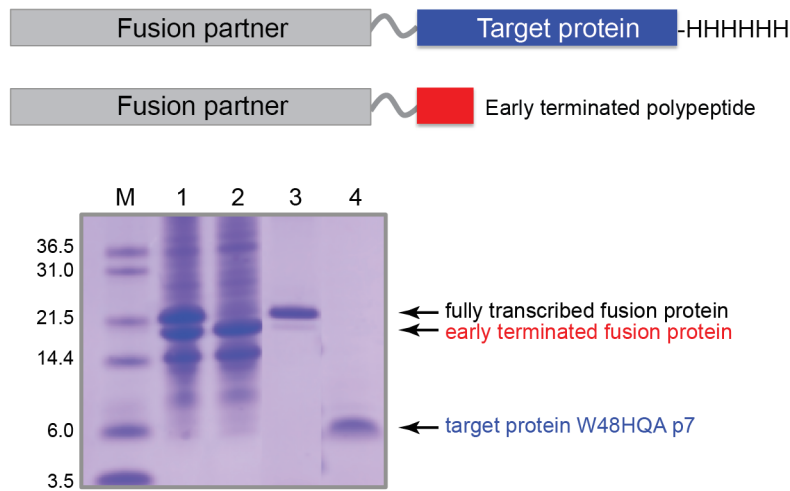 Fusion partner Target protein -HHHHHH
Fusion partner Early terminated polypeptide
M 1 2 3 4
36.5
31.0
21.5
14.4
6.0
3.5
fully transcribed fusion protein
early terminated fusion protein
target protein W48HQA p7